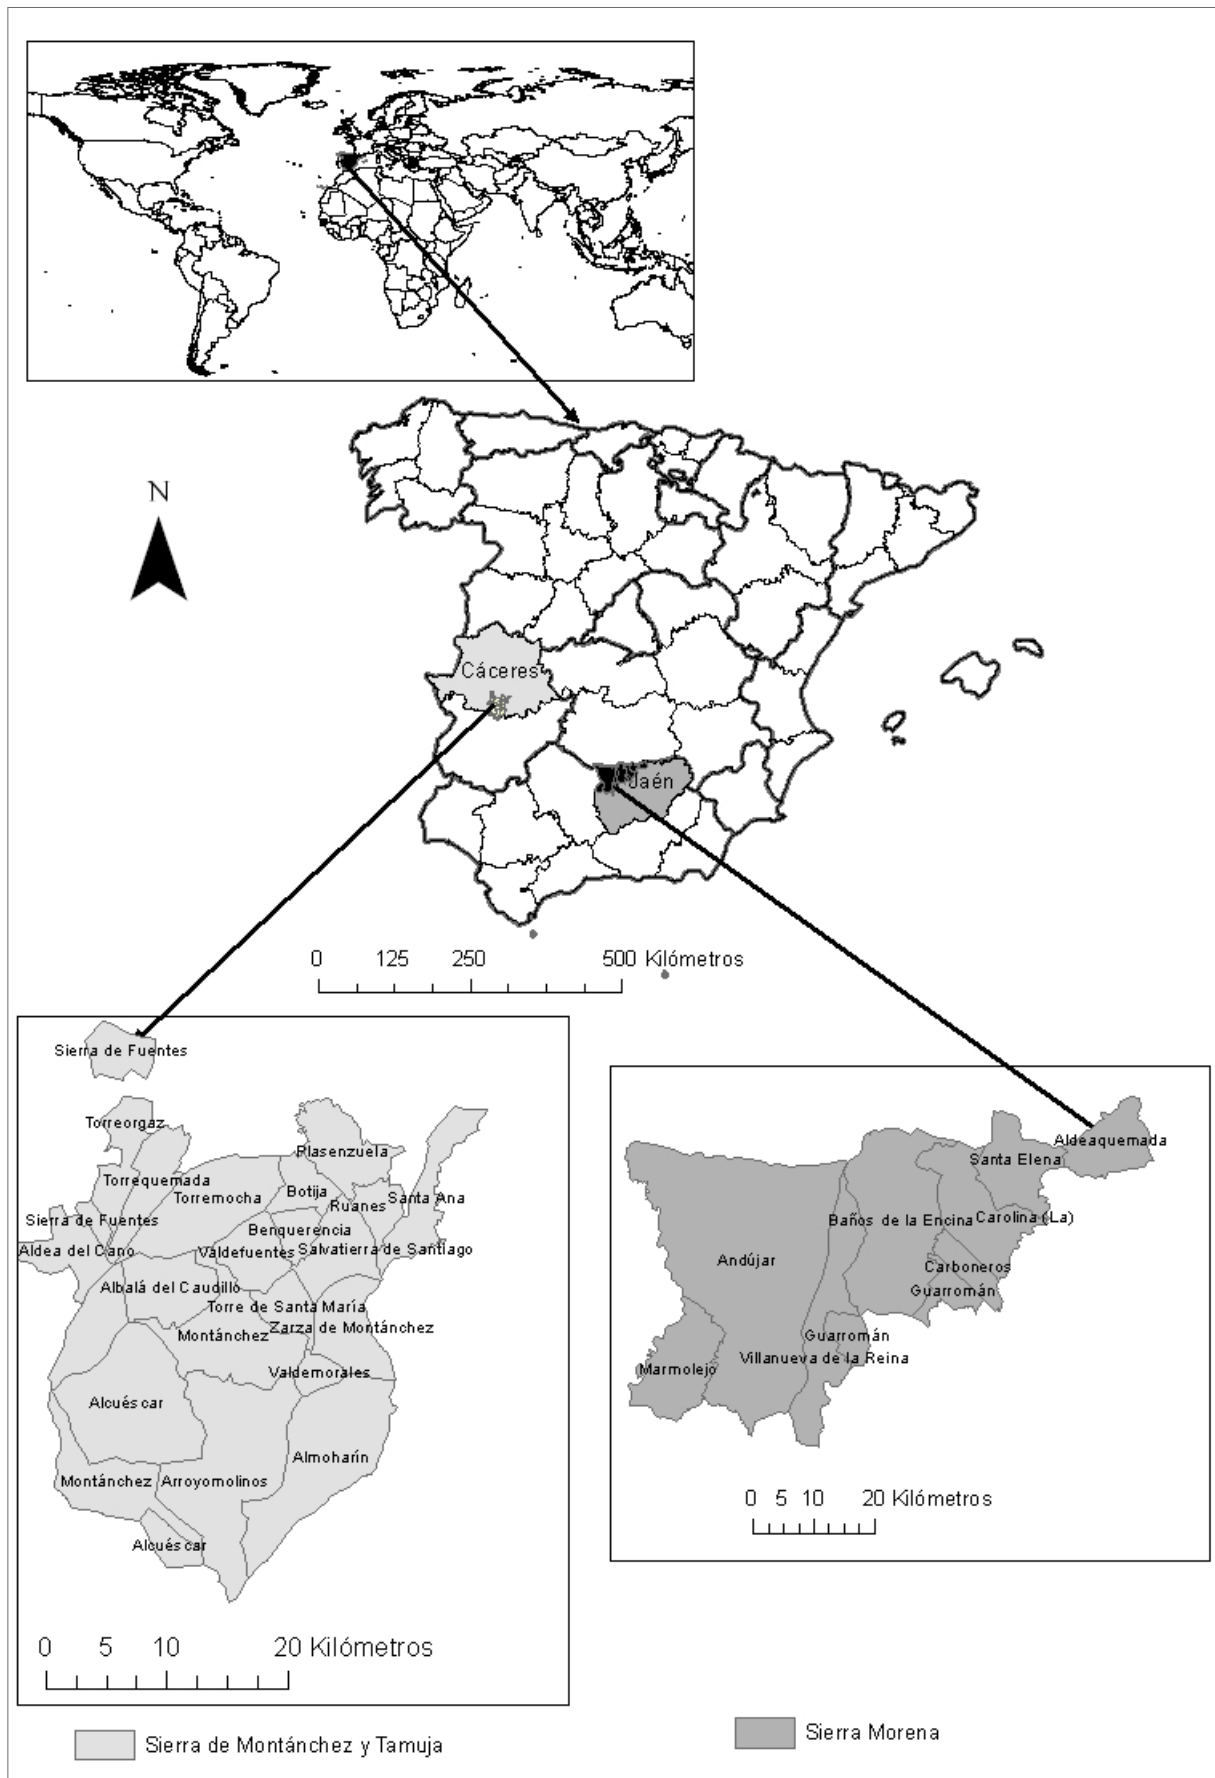 N
Cáceres
Jaén
0 125 250 500 Kilómetros
Sierra de Fuentes
Torreorgaz
Plasenzuela
Torrequemada
Torremocha
Botija
Ruanes
Santa Ana
Sierra de Fuentes
Benquerencia
Aldea del Cano
Valdefuentes
Salvatierra de Santiago
Albalá del Caudillo
Torre de Santa María
Montánchez
Zarza de Montánchez
Valdemorales
Alcuéscar
Almoharín
Montánchez
Arroyomolinos
Alcuéscar
0 5 10 20 Kilómetros
Aldeaquemada
Santa Elena
Baños de la Encina
Carolina (La)
Andújar
Carboneros
Guarromán
Guarromán
Villanueva de la Reina
Marmolejo
0 5 10 20 Kilómetros
Sierra de Montánchez y Tamuja
Sierra Morena